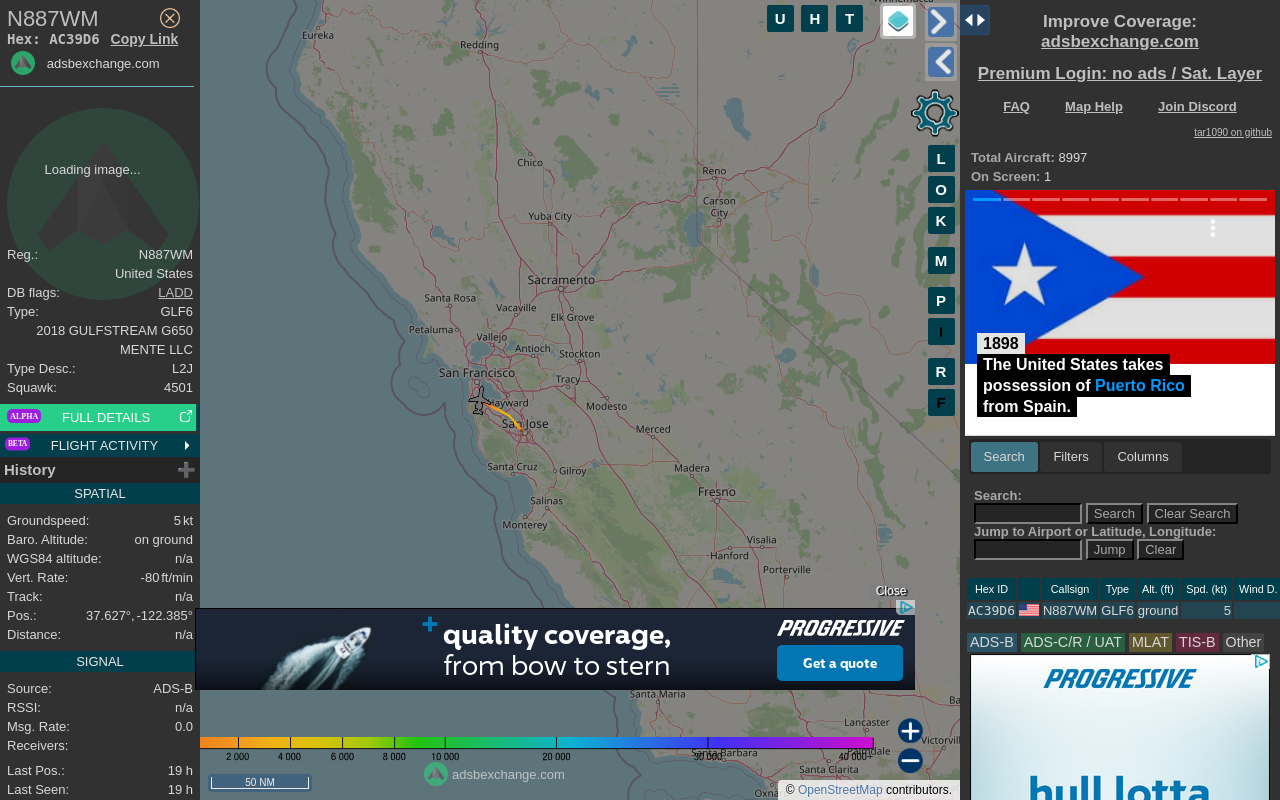 N887WM
Hex: AC39D6 Copy Link
adsbexchange.com
Loading image...
Reg.: N887WM
United States
DB flags: LADD
Type: GLF6
2018 GULFSTREAM G650
MENTE LLC
Type Desc.: L2J
Squawk: 4501
ALPHA FULL DETAILS
BETA FLIGHT ACTIVITY
History
SPATIAL
Groundspeed: 5 kt
Baro. Altitude: on ground
WGS84 altitude: n/a
Vert. Rate: -80 ft/min
Track: n/a
Pos.: 37.627°, -122.385°
Distance: n/a
SIGNAL
Source: ADS-B
RSSI: n/a
Msg. Rate: 0.0
Receivers:
Last Pos.: 19 h
Last Seen: 19 h
Eureka
Redding
Chico
Reno
Carson
City
Yuba City
Sacramento
Santa Rosa
Vacaville
Elk Grove
Petaluma
Vallejo
Antioch
Stockton
San Francisco
Tracy
Hayward
Modesto
San Jose
Merced
Santa Cruz
Gilroy
Madera
Fresno
Salinas
Monterey
Visalia
Hanford
Porterville
Santa Maria
Lancaster
Santa Barbara
Santa Clarita
U H T
L
O
K
M
P
I
R
F
Close
quality coverage,
from bow to stern
PROGRESSIVE
Get a quote
2 000 4 000 6 000 8 000 10 000 20 000 30 000 40 000+
adsbexchange.com
50 NM
© OpenStreetMap contributors.
Improve Coverage:
adsbexchange.com
Premium Login: no ads / Sat. Layer
FAQ Map Help Join Discord
tar1090 on github
Total Aircraft: 8997
On Screen: 1
1898
The United States takes
possession of Puerto Rico
from Spain.
Search Filters Columns
Search:
Search Clear Search
Jump to Airport or Latitude, Longitude:
Jump Clear
Hex ID Callsign Type Alt. (ft) Spd. (kt) Wind D.
AC39D6 N887WM GLF6 ground 5
ADS-B ADS-C/R / UAT MLAT TIS-B Other
PROGRESSIVE
hull lotta